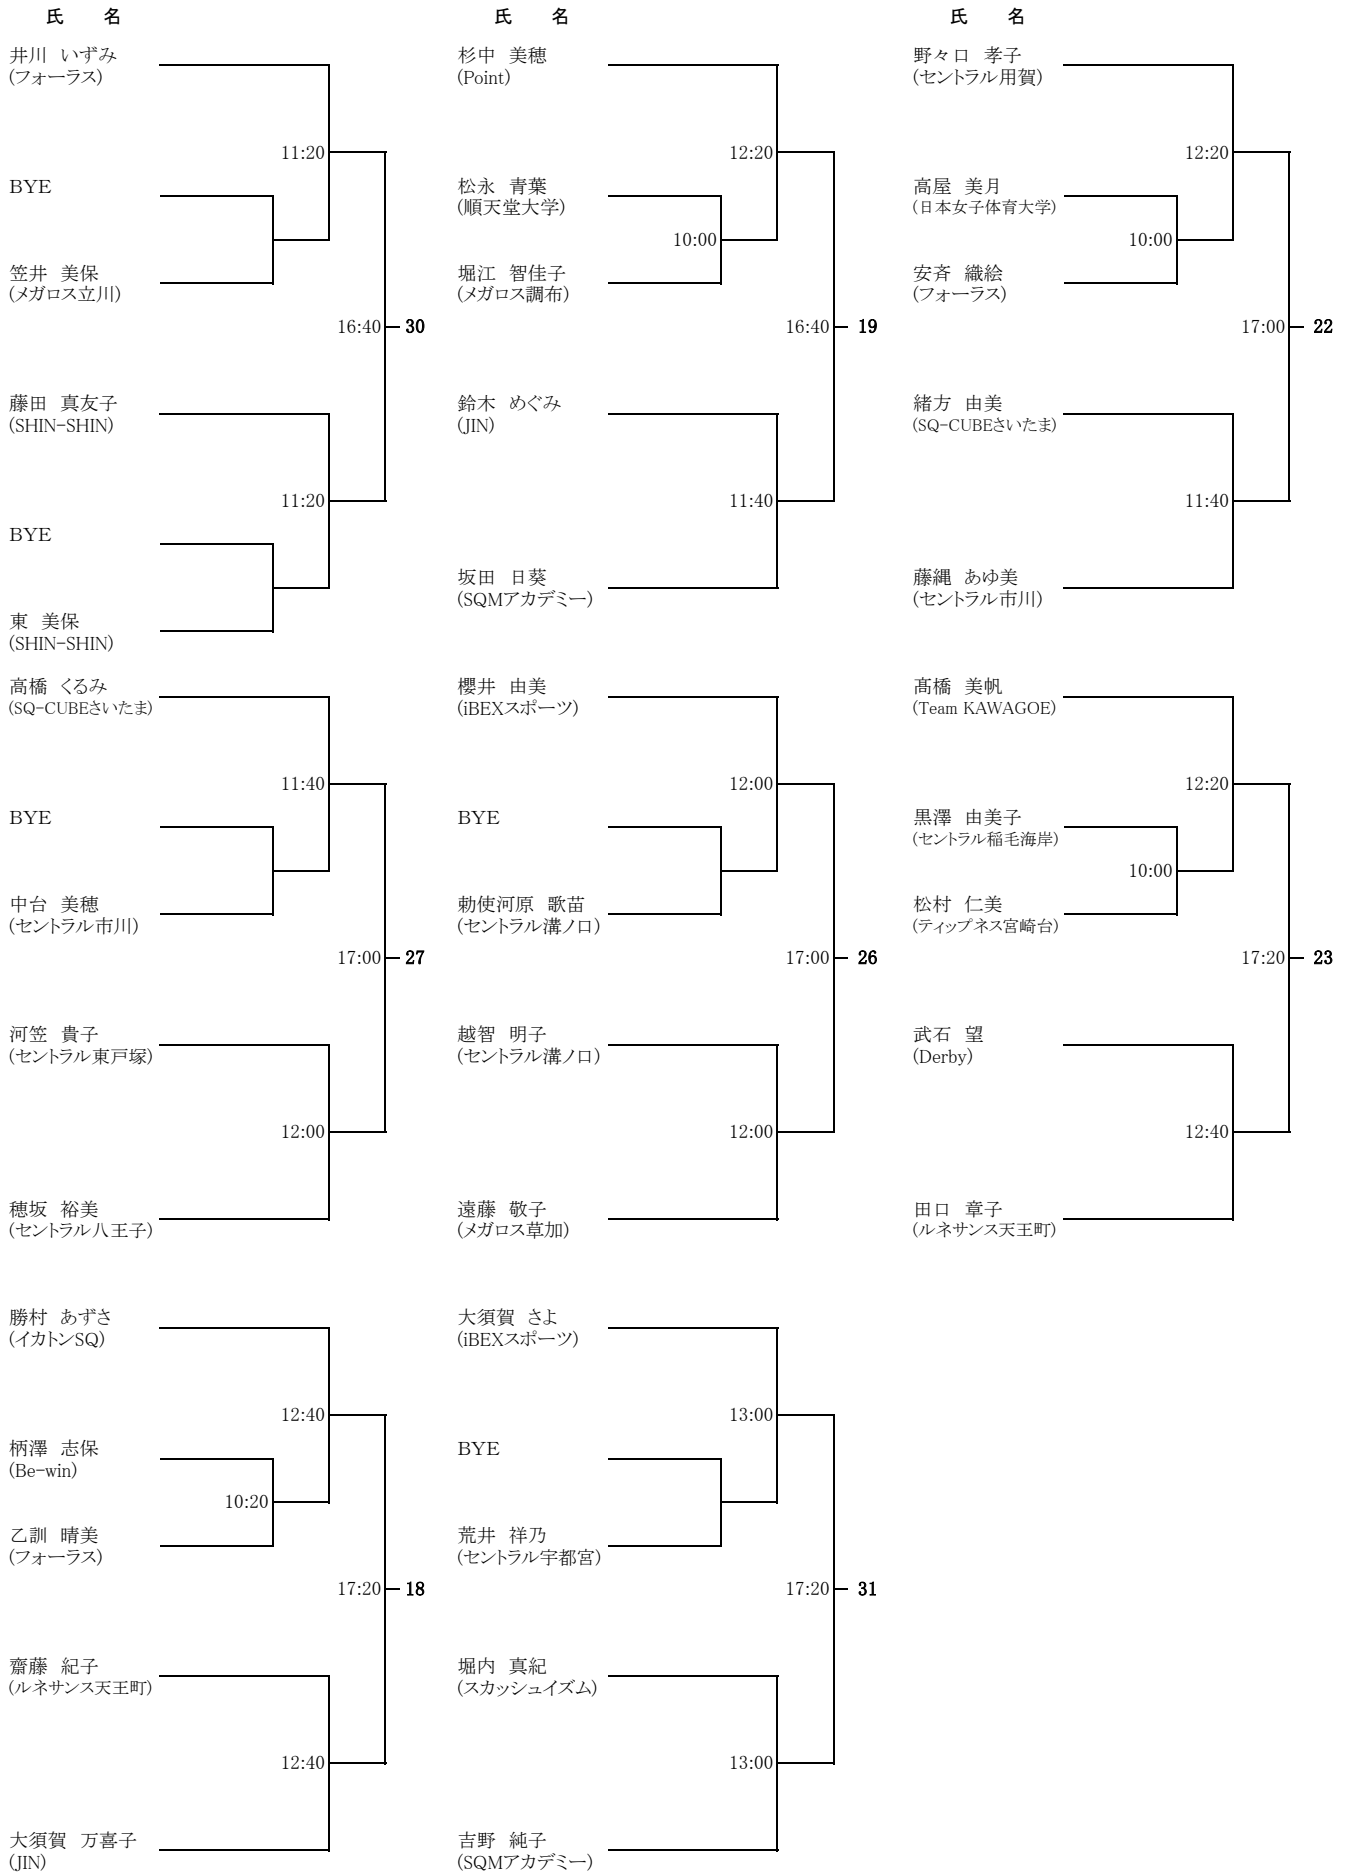 氏　名
井川 いずみ
(フォーラス)
11:20
BYE
笠井 美保
(メガロス立川)
16:40
30
藤田 真友子
(SHIN-SHIN)
11:20
BYE
東 美保
(SHIN-SHIN)
高橋 くるみ
(SQ-CUBEさいたま)
11:40
BYE
中台 美穂
(セントラル市川)
17:00
27
河笠 貴子
(セントラル東戸塚)
12:00
穂坂 裕美
(セントラル八王子)
勝村 あずさ
(イカトンSQ)
12:40
柄澤 志保
(Be-win)
10:20
乙訓 晴美
(フォーラス)
17:20
18
齋藤 紀子
(ルネサンス天王町)
12:40
大須賀 万喜子
(JIN)
氏　名
杉中 美穂
(Point)
12:20
松永 青葉
(順天堂大学)
10:00
堀江 智佳子
(メガロス調布)
16:40
19
鈴木 めぐみ
(JIN)
11:40
坂田 日葵
(SQMアカデミー)
櫻井 由美
(iBEXスポーツ)
12:00
BYE
勅使河原 歌苗
(セントラル溝ノ口)
17:00
26
越智 明子
(セントラル溝ノ口)
12:00
遠藤 敬子
(メガロス草加)
大須賀 さよ
(iBEXスポーツ)
13:00
BYE
荒井 祥乃
(セントラル宇都宮)
17:20
31
堀内 真紀
(スカッシュイズム)
13:00
吉野 純子
(SQMアカデミー)
氏　名
野々口 孝子
(セントラル用賀)
12:20
高屋 美月
(日本女子体育大学)
10:00
安斉 織絵
(フォーラス)
17:00
22
緒方 由美
(SQ-CUBEさいたま)
11:40
藤縄 あゆ美
(セントラル市川)
髙橋 美帆
(Team KAWAGOE)
12:20
黒澤 由美子
(セントラル稲毛海岸)
10:00
松村 仁美
(ティップネス宮崎台)
17:20
23
武石 望
(Derby)
12:40
田口 章子
(ルネサンス天王町)